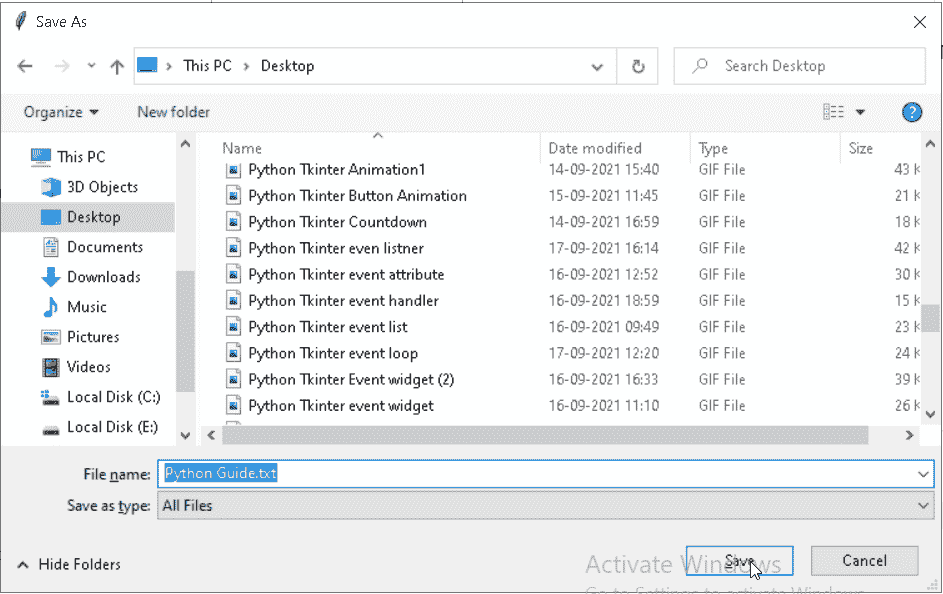 Save As
This PC Desktop
Search Desktop
Organize New folder
Name Date modified Type Size
This PC
3D Objects
Desktop
Documents
Downloads
Music
Pictures
Videos
Local Disk (C:)
Local Disk (E:)
Python Tkinter Animation1 14-09-2021 15:40 GIF File 43 K
Python Tkinter Button Animation 15-09-2021 11:45 GIF File 21 K
Python Tkinter Countdown 14-09-2021 16:59 GIF File 18 K
Python Tkinter even listner 17-09-2021 16:14 GIF File 42 K
Python Tkinter event attribute 16-09-2021 12:52 GIF File 30 K
Python Tkinter event handler 16-09-2021 18:59 GIF File 15 K
Python Tkinter event list 16-09-2021 09:49 GIF File 23 K
Python Tkinter event loop 17-09-2021 12:20 GIF File 24 K
Python Tkinter Event widget (2) 16-09-2021 16:33 GIF File 39 K
Python Tkinter event widget 16-09-2021 11:10 GIF File 26 K
File name: Python Guide.txt
Save as type: All Files
Hide Folders
Activate Windows
Save Cancel
Go to Settings to activate Windows